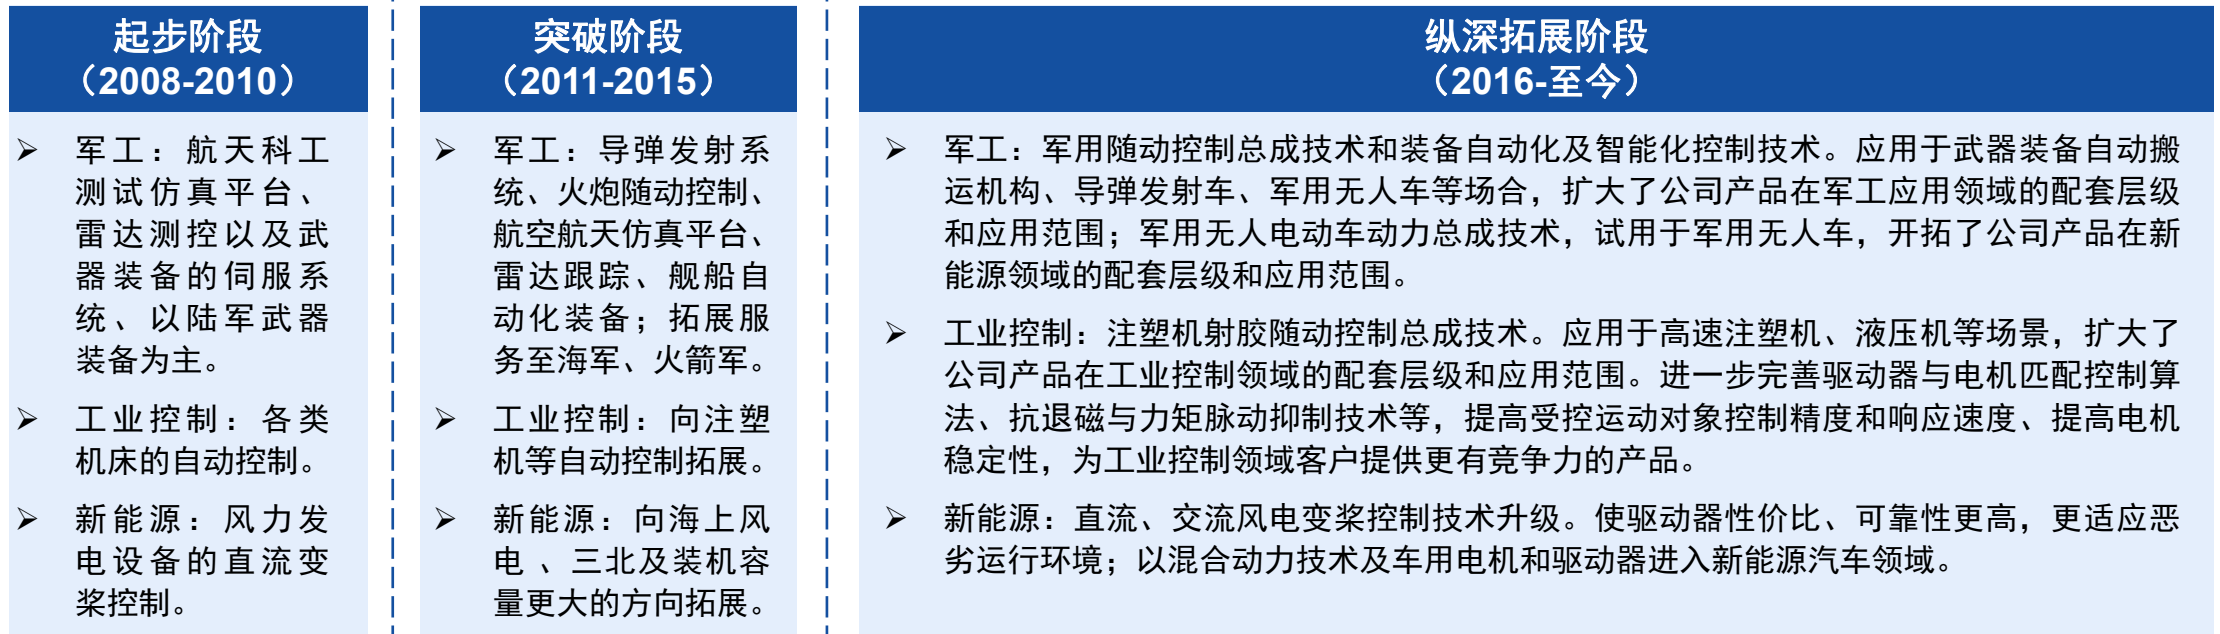 起步阶段
（2008-2010）
➢ 军工：航天科工
测试仿真平台、
雷达测控以及武
器装备的伺服系
统、以陆军武器
装备为主。
➢ 工业控制：各类
机床的自动控制。
➢ 新能源：风力发
电设备的直流变
桨控制。
突破阶段
（2011-2015）
➢ 军工：导弹发射系
统、火炮随动控制、
航空航天仿真平台、
雷达跟踪、舰船自
动化装备；拓展服
务至海军、火箭军。
➢ 工业控制：向注塑
机等自动控制拓展。
➢ 新能源：向海上风
电 、三北及装机容
量更大的方向拓展。
纵深拓展阶段
（2016-至今）
➢ 军工：军用随动控制总成技术和装备自动化及智能化控制技术。应用于武器装备自动搬
运机构、导弹发射车、军用无人车等场合，扩大了公司产品在军工应用领域的配套层级
和应用范围；军用无人电动车动力总成技术，试用于军用无人车，开拓了公司产品在新
能源领域的配套层级和应用范围。
➢ 工业控制：注塑机射胶随动控制总成技术。应用于高速注塑机、液压机等场景，扩大了
公司产品在工业控制领域的配套层级和应用范围。进一步完善驱动器与电机匹配控制算
法、抗退磁与力矩脉动抑制技术等，提高受控运动对象控制精度和响应速度、提高电机
稳定性，为工业控制领域客户提供更有竞争力的产品。
➢ 新能源：直流、交流风电变桨控制技术升级。使驱动器性价比、可靠性更高，更适应恶
劣运行环境；以混合动力技术及车用电机和驱动器进入新能源汽车领域。